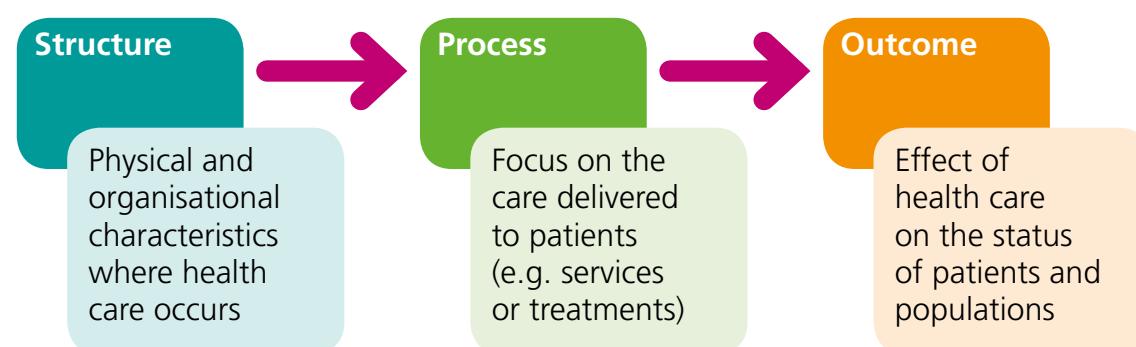 Structure
Physical and
organisational
characteristics
where health
care occurs
Process
Focus on the
care delivered
to patients
(e.g. services
or treatments)
Outcome
Effect of
health care
on the status
of patients and
populations